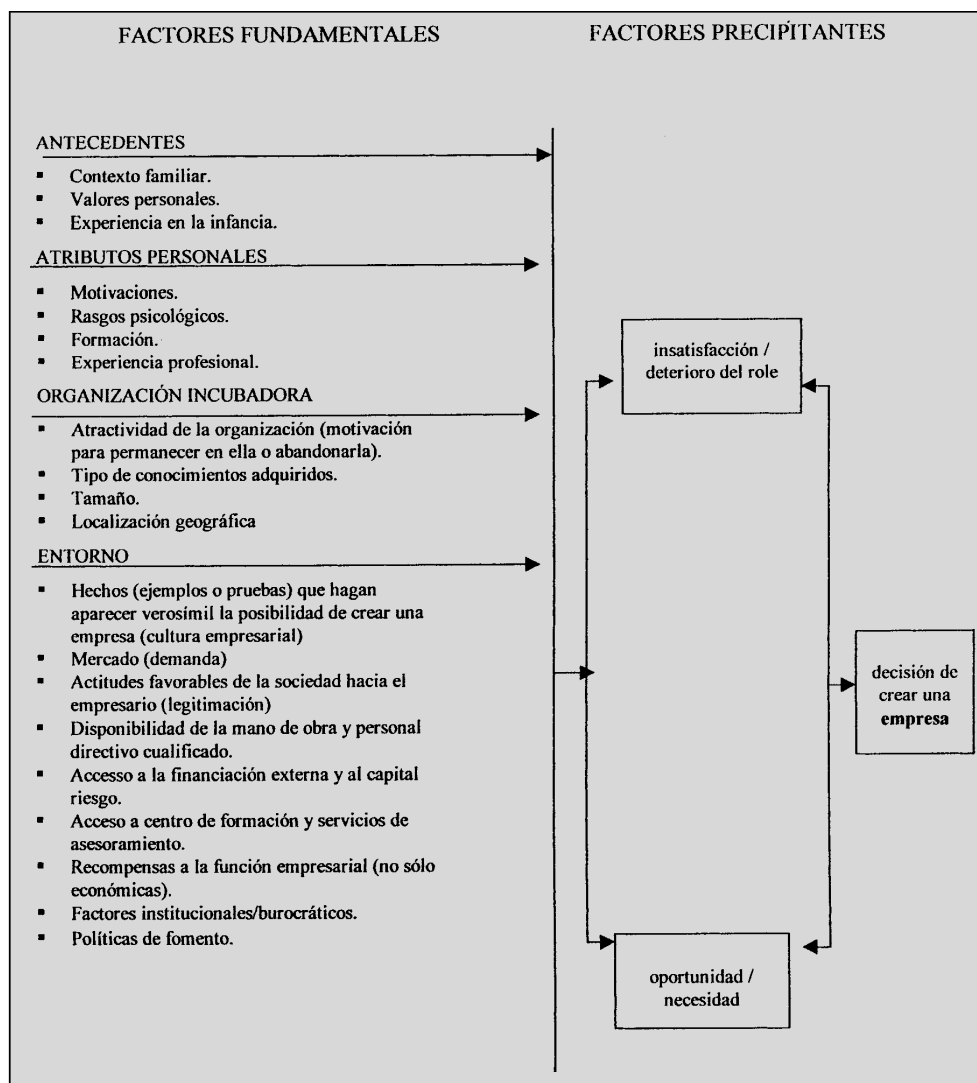 FACTORES FUNDAMENTALES
FACTORES PRECIPITANTES
ANTECEDENTES
▪ Contexto familiar.
▪ Valores personales.
▪ Experiencia en la infancia.
ATRIBUTOS PERSONALES
▪ Motivaciones.
▪ Rasgos psicológicos.
▪ Formación.
▪ Experiencia profesional.
ORGANIZACIÓN INCUBADORA
▪ Atractividad de la organización (motivación
para permanecer en ella o abandonarla).
▪ Tipo de conocimientos adquiridos.
▪ Tamaño.
▪ Localización geográfica
ENTORNO
▪ Hechos (ejemplos o pruebas) que hagan
aparecer verosímil la posibilidad de crear una
empresa (cultura empresarial)
▪ Mercado (demanda)
▪ Actitudes favorables de la sociedad hacia el
empresario (legitimación)
▪ Disponibilidad de la mano de obra y personal
directivo cualificado.
▪ Accesso a la financiación externa y al capital
riesgo.
▪ Acceso a centro de formación y servicios de
asesoramiento.
▪ Recompensas a la función empresarial (no sólo
económicas).
▪ Factores institucionales/burocráticos.
▪ Políticas de fomento.
insatisfacción /
deterioro del role
decisión de
crear una
empresa
oportunidad /
necesidad